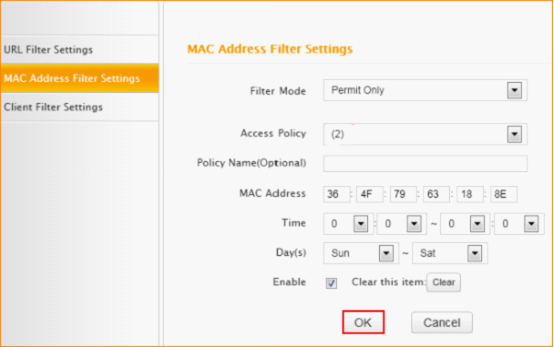 URL Filter Settings
MAC Address Filter Settings
Client Filter Settings
MAC Address Filter Settings
Filter Mode Permit Only
Access Policy (2)
Policy Name(Optional)
MAC Address 36 : 4F : 79 : 63 : 18 : 8E
Time 0 : 0 ~ 0 : 0
Day(s) Sun ~ Sat
Enable Clear this item: Clear
OK Cancel